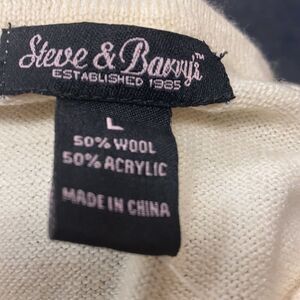 Steve & Barry's™
ESTABLISHED 1985
L
50% WOOL
50% ACRYLIC
MADE IN CHINA